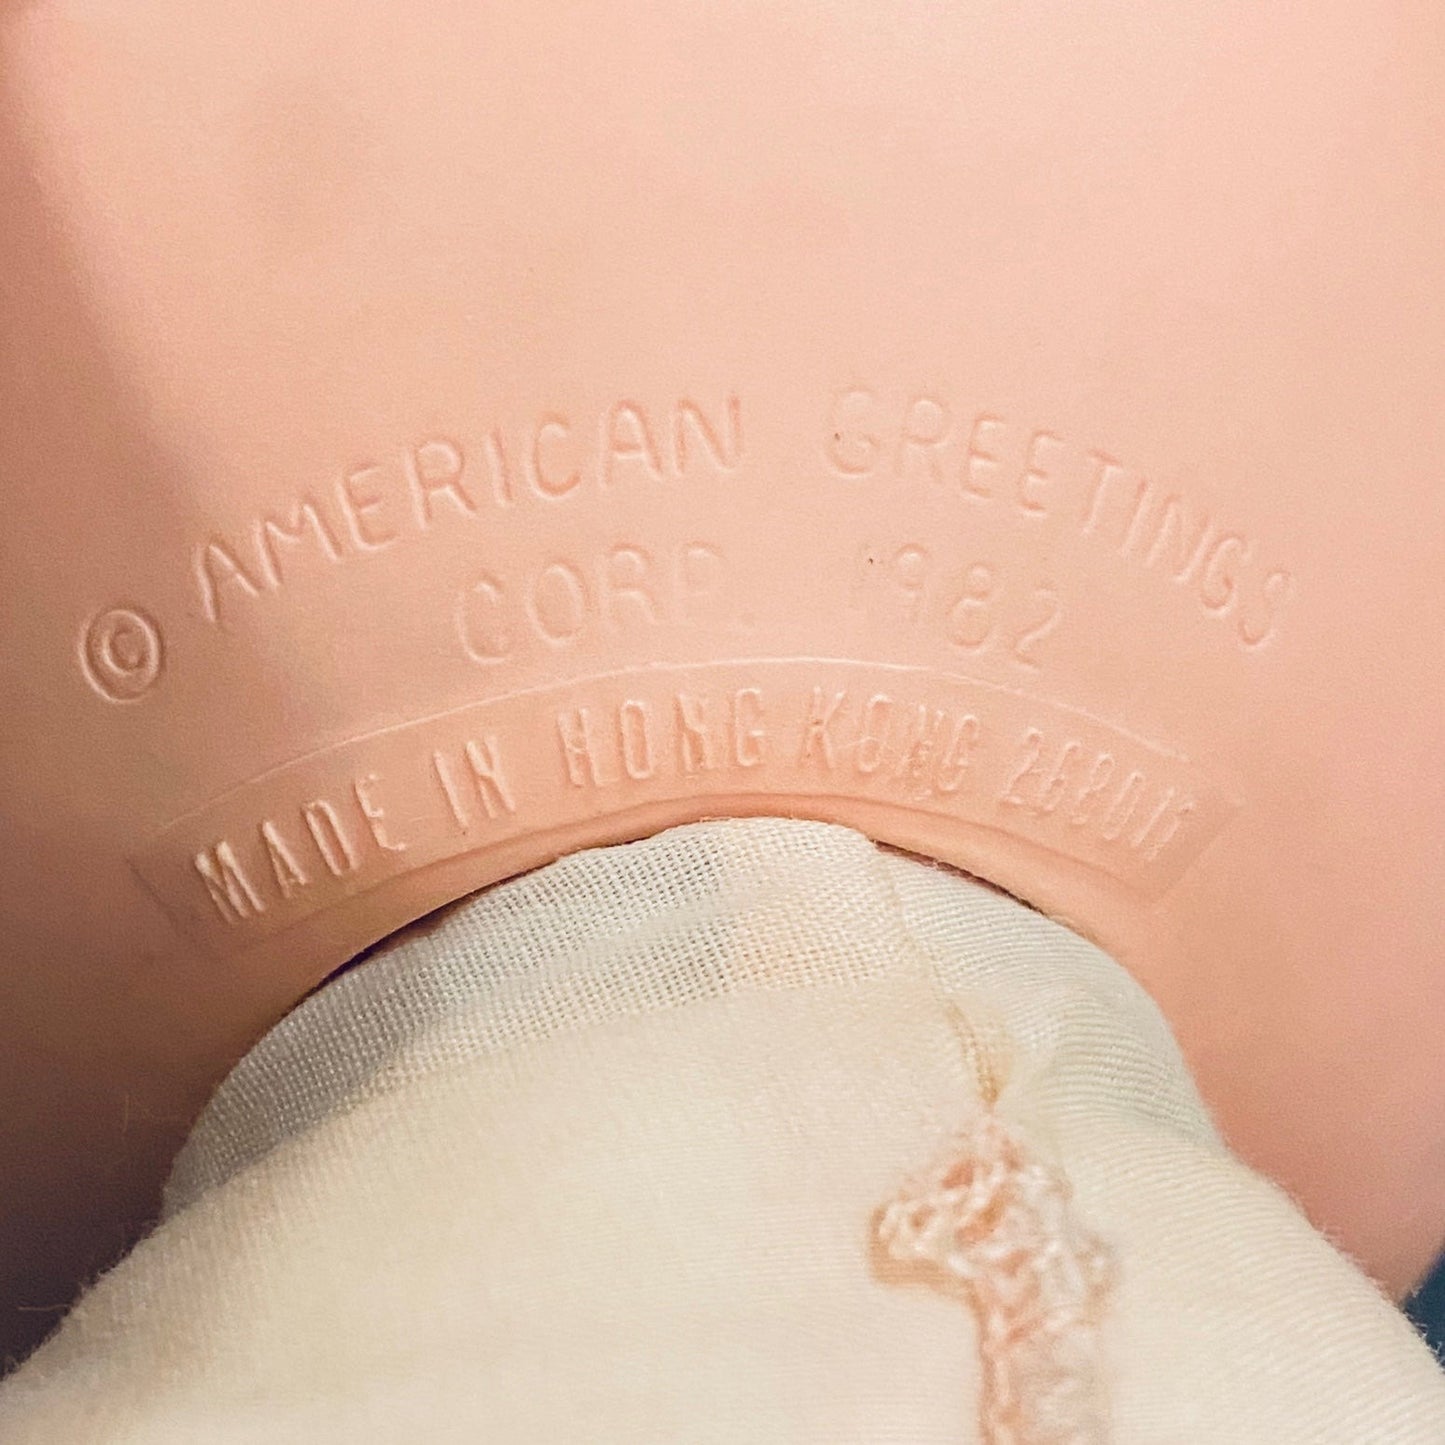 © AMERICAN GREETINGS
CORP. 1982
MADE IN HONG KONG